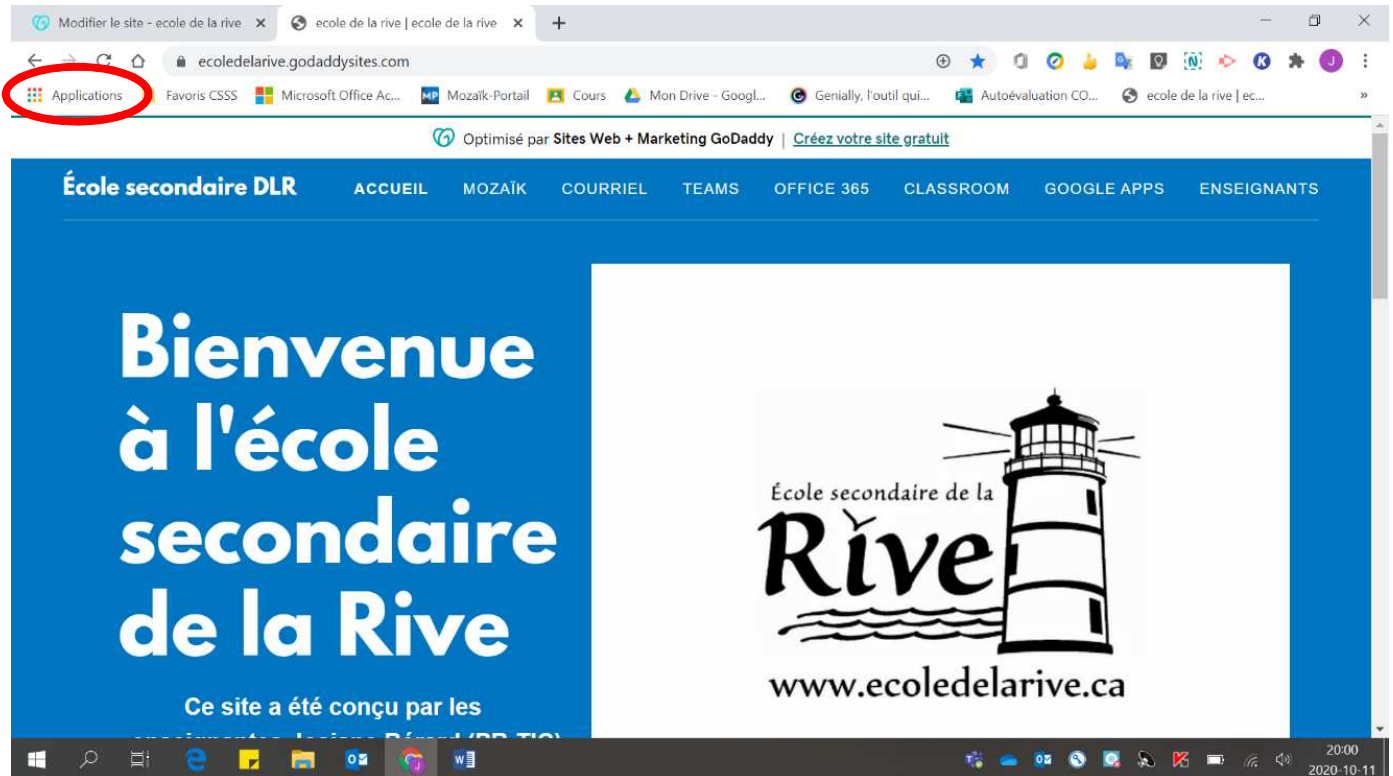 Modifier le site - ecole de la rive
ecole de la rive | ecole de la rive
ecoledelarive.godaddysites.com
Applications
Favoris CSSS
Microsoft Office Ac...
MP Mozaïk-Portail
Cours
Mon Drive - Googl...
Genially, l'outil qui...
Autoévaluation CO...
ecole de la rive | ec...
Optimisé par Sites Web + Marketing GoDaddy | Créez votre site gratuit
École secondaire DLR
ACCUEIL
MOZAÏK
COURRIEL
TEAMS
OFFICE 365
CLASSROOM
GOOGLE APPS
ENSEIGNANTS
Bienvenue
à l'école
secondaire
de la Rive
École secondaire de la
Rive
www.ecoledelarive.ca
Ce site a été conçu par les
20:00
2020-10-11